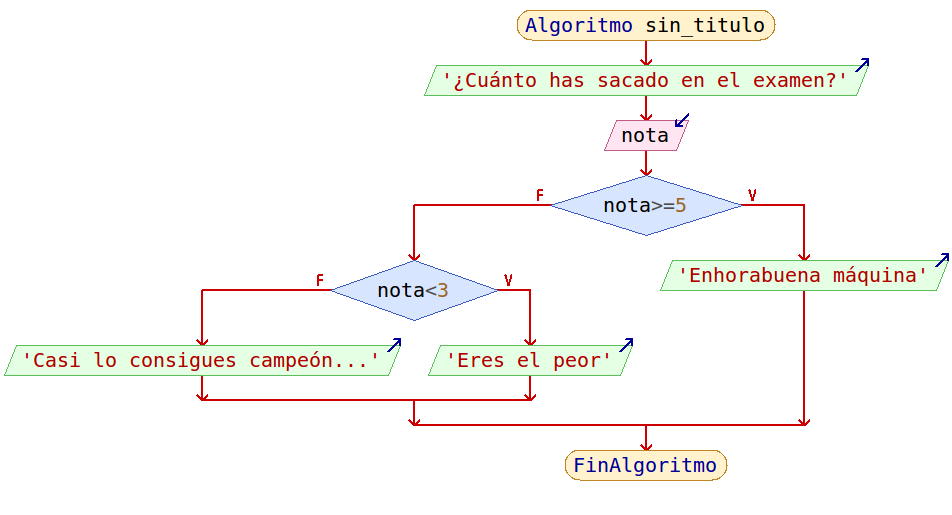 Algoritmo sin_titulo
'¿Cuánto has sacado en el examen?'
nota
F
V
nota>=5
'Enhorabuena máquina'
F
V
nota<3
'Casi lo consigues campeón...'
'Eres el peor'
FinAlgoritmo